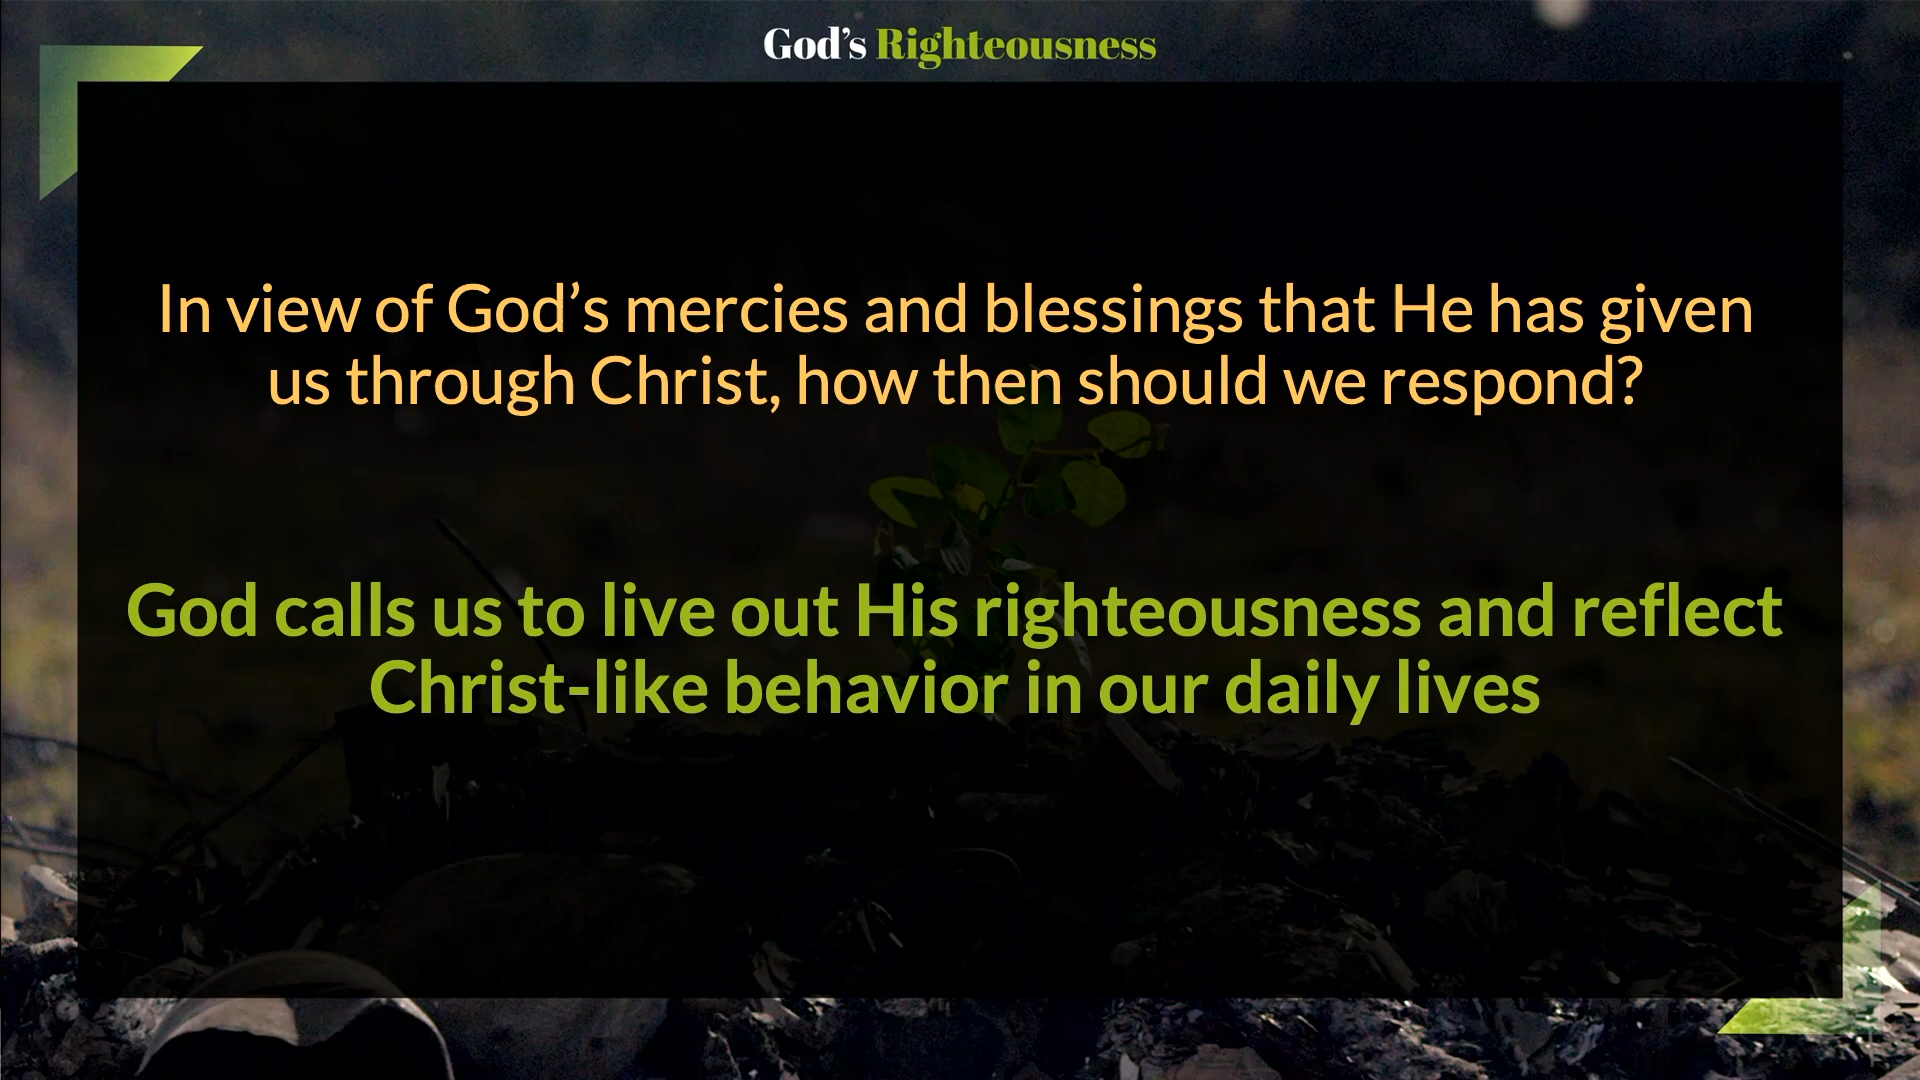 God’s Righteousness
In view of God’s mercies and blessings that He has given
us through Christ, how then should we respond?
God calls us to live out His righteousness and reflect
Christ-like behavior in our daily lives